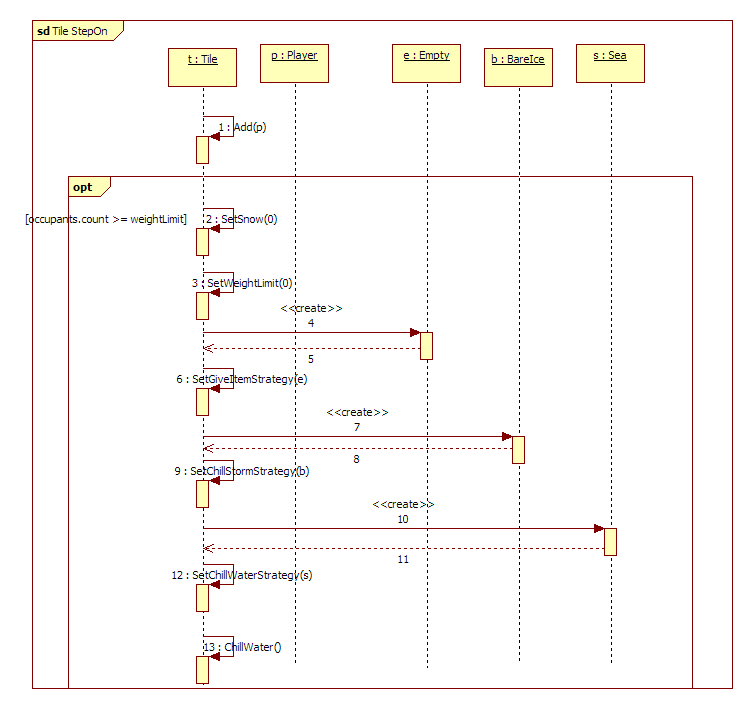 sd Tile StepOn
t : Tile
p : Player
e : Empty
b : BareIce
s : Sea
1 : Add(p)
opt
[occupants.count >= weightLimit]
2 : SetSnow(0)
3 : SetWeightLimit(0)
<<create>>
4
5
6 : SetGiveItemStrategy(e)
<<create>>
7
8
9 : SetChillStormStrategy(b)
<<create>>
10
11
12 : SetChillWaterStrategy(s)
13 : ChillWater()